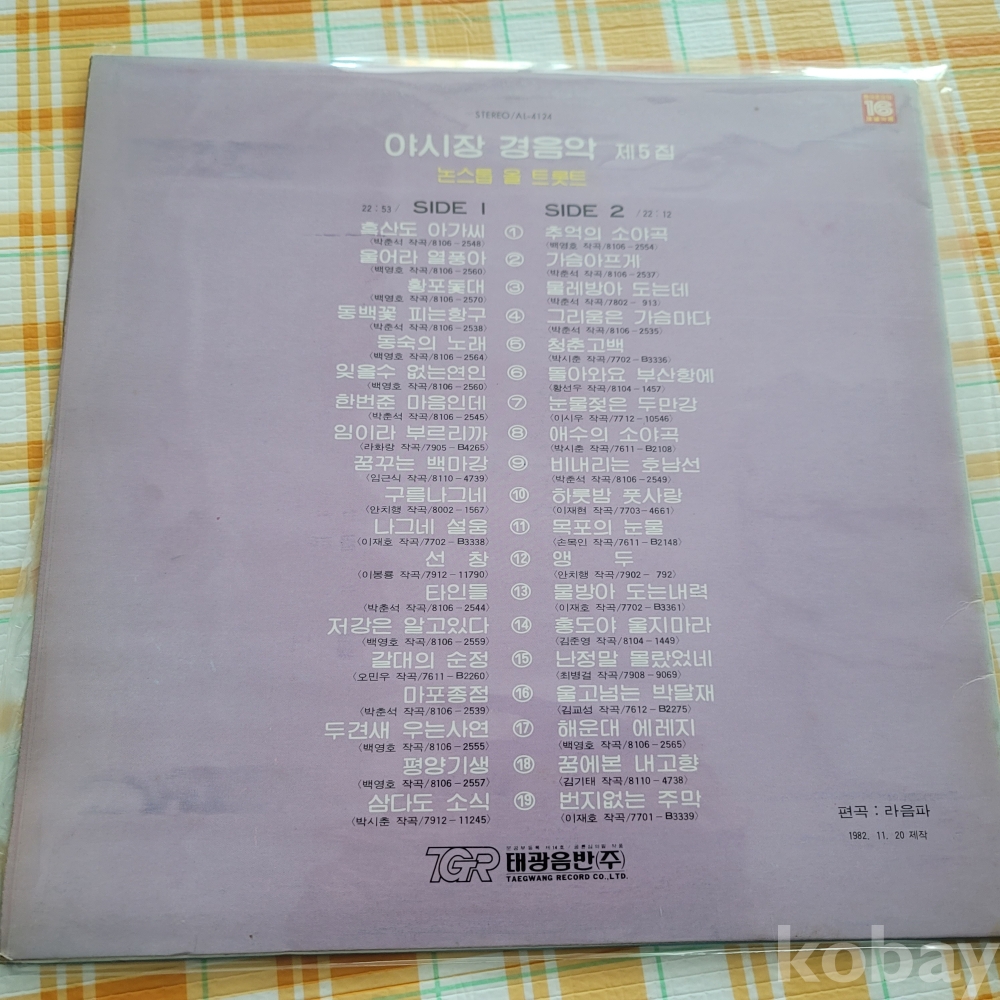 STEREO/AL-4134
16
야시장 경음악 제5집
논스톱 올 트롯트
22:53/ SIDE 1 SIDE 2 /22:12
흑산도 아가씨 ① 추억의 소야곡
(박춘석 작곡/8106-2548) (백영호 작곡/8106-2554)
울어라 열풍아 ② 가슴아프게
(백영호 작곡/8106-2560) (박춘석 작곡/8106-2537)
황포돛대 ③ 물레방아 도는데
(백영호 작곡/8106-2570) (박춘석 작곡/7802-913)
동백꽃 피는항구 ④ 그리움은 가슴마다
(박춘석 작곡/8106-2538) (박춘석 작곡/8106-2535)
동숙의 노래 ⑤ 청춘고백
(백영호 작곡/8106-2564) (박시춘 작곡/7702-B3336)
잊을수 없는연인 ⑥ 돌아와요 부산항에
(백영호 작곡/8106-2560) (황선우 작곡/8104-1457)
한번준 마음인데 ⑦ 눈물젖은 두만강
(박춘석 작곡/8106-2545) (이시우 작곡/7712-10546)
임이라 부르리까 ⑧ 애수의 소야곡
(라화랑 작곡/7905-B4265) (박시춘 작곡/7611-B2108)
꿈꾸는 백마강 ⑨ 비내리는 호남선
(임근식 작곡/8110-4739) (박춘석 작곡/8106-2549)
구름나그네 ⑩ 하룻밤 풋사랑
(안치행 작곡/8002-1567) (이재현 작곡/7703-4661)
나그네 설움 ⑪ 목포의 눈물
(이재호 작곡/7702-B3338) (손목인 작곡/7611-B2148)
선 창 ⑫ 앵 두
(이봉룡 작곡/7912-11790) (안치행 작곡/7902-792)
타인들 ⑬ 물방아 도는내력
(박춘석 작곡/8106-2544) (이재호 작곡/7702-B3361)
저강은 알고있다 ⑭ 홍도야 울지마라
(백영호 작곡/8106-2559) (김준영 작곡/8104-1449)
갈대의 순정 ⑮ 난정말 몰랐었네
(오민우 작곡/7611-B2260) (최병걸 작곡/7908-9069)
마포종점 ⑯ 울고넘는 박달재
(박춘석 작곡/8106-2539) (김교성 작곡/7612-B2275)
두견새 우는사연 ⑰ 해운대 에레지
(백영호 작곡/8106-2555) (백영호 작곡/8106-2565)
평양기생 ⑱ 꿈에본 내고향
(백영호 작곡/8106-2557) (김기태 작곡/8110-4738)
삼다도 소식 ⑲ 번지없는 주막
(박시춘 작곡/7912-11245) (이재호 작곡/7701-B3339)
편곡 : 라음파
1982. 11. 20 제작
TGR 태광음반(주)
TAEGWANG RECORD CO.,LTD.
kobay